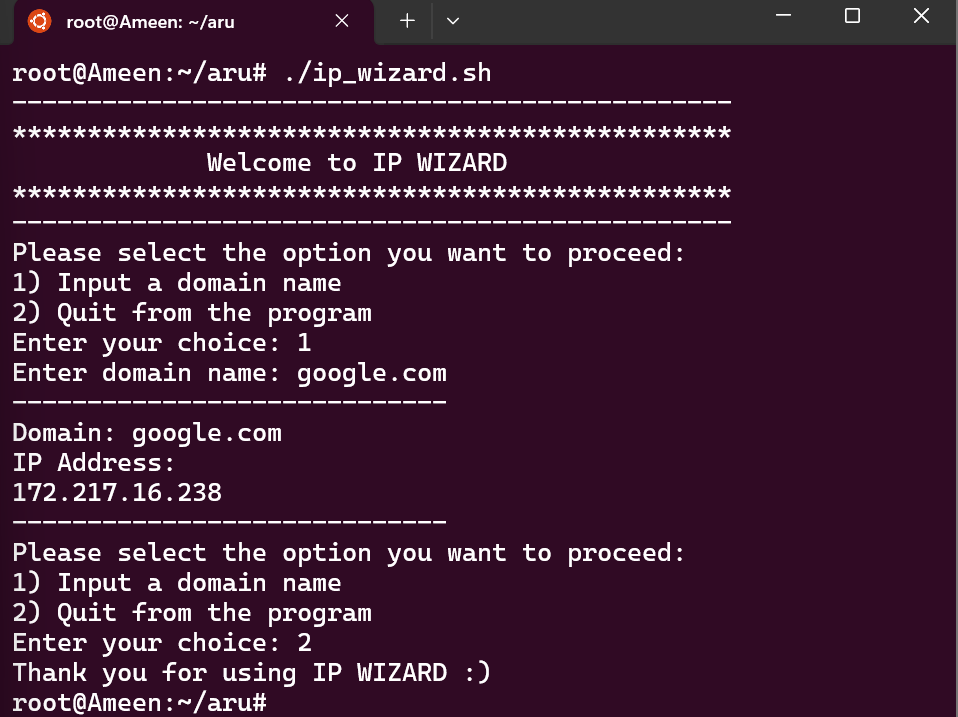 root@Ameen: ~/aru
root@Ameen:~/aru# ./ip_wizard.sh
------------------------------------------------
************************************************
             Welcome to IP WIZARD
************************************************
------------------------------------------------
Please select the option you want to proceed:
1) Input a domain name
2) Quit from the program
Enter your choice: 1
Enter domain name: google.com
-----------------------------
Domain: google.com
IP Address:
172.217.16.238
-----------------------------
Please select the option you want to proceed:
1) Input a domain name
2) Quit from the program
Enter your choice: 2
Thank you for using IP WIZARD :)
root@Ameen:~/aru#